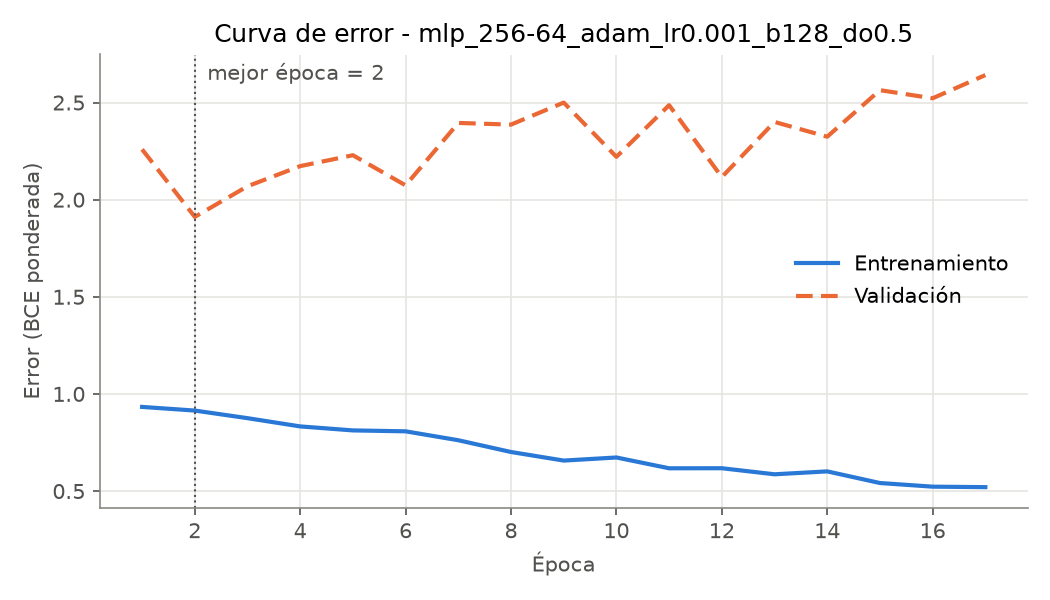 Curva de error - mlp_256-64_adam_lr0.001_b128_do0.5
mejor época = 2
Error (BCE ponderada)
2.5
2.0
1.5
1.0
0.5
Entrenamiento
Validación
2 4 6 8 10 12 14 16
Época